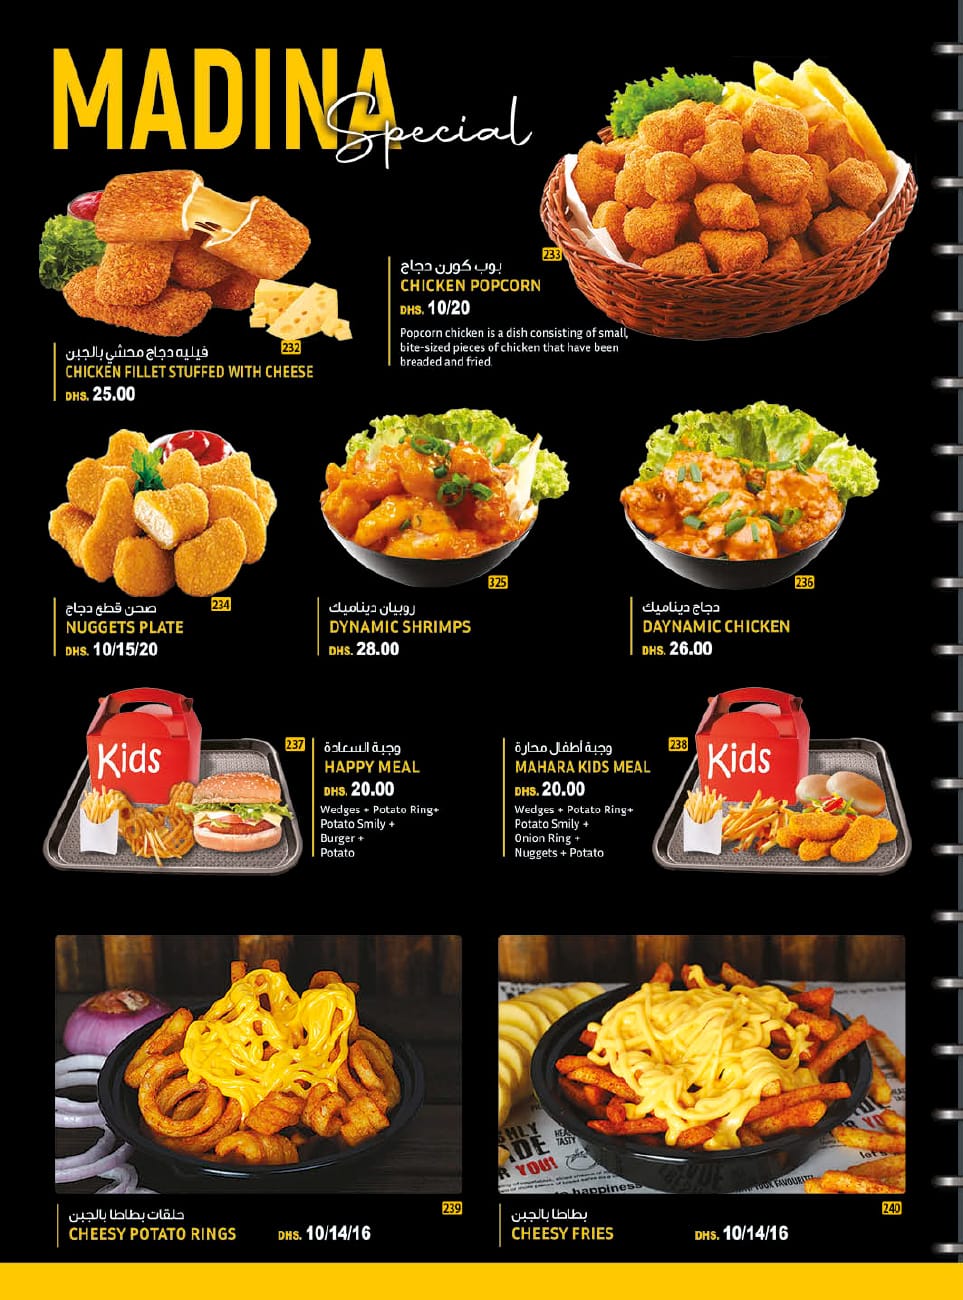 MADINA
Special
233
بوب كورن دجاج
CHICKEN POPCORN
DHS. 10/20
Popcorn chicken is a dish consisting of small,
bite-sized pieces of chicken that have been
breaded and fried.
232
فيليه دجاج محشي بالجبن
CHICKEN FILLET STUFFED WITH CHEESE
DHS. 25.00
234
صحن قطع دجاج
NUGGETS PLATE
DHS. 10/15/20
325
روبيان ديناميك
DYNAMIC SHRIMPS
DHS. 28.00
236
دجاج ديناميك
DAYNAMIC CHICKEN
DHS. 26.00
Kids
237
وجبة السعادة
HAPPY MEAL
DHS. 20.00
Wedges + Potato Ring+
Potato Smily +
Burger +
Potato
238
وجبة أطفال محارة
MAHARA KIDS MEAL
DHS. 20.00
Wedges + Potato Ring+
Potato Smily +
Onion Ring +
Nuggets + Potato
Kids
239
حلقات بطاطا بالجبن
CHEESY POTATO RINGS DHS. 10/14/16
YOU!
happiness
YOUR FAVOURITE
240
بطاطا بالجبن
CHEESY FRIES DHS. 10/14/16